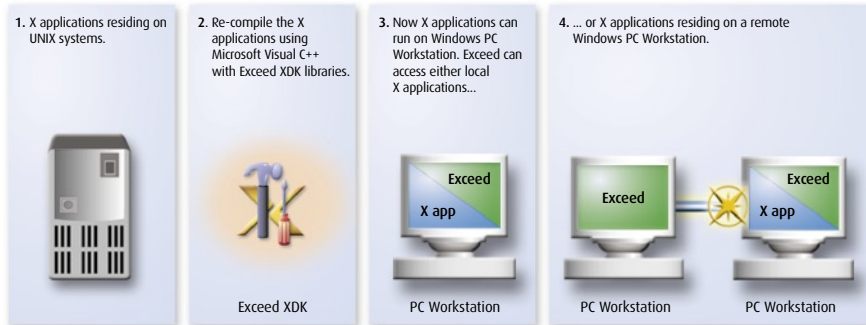 1. X applications residing on
UNIX systems.
2. Re-compile the X
applications using
Microsoft Visual C++
with Exceed XDK libraries.
Exceed XDK
3. Now X applications can
run on Windows PC
Workstation. Exceed can
access either local
X applications...
Exceed
X app
PC Workstation
4. ... or X applications residing on a remote
Windows PC Workstation.
Exceed
Exceed
X app
PC Workstation
PC Workstation